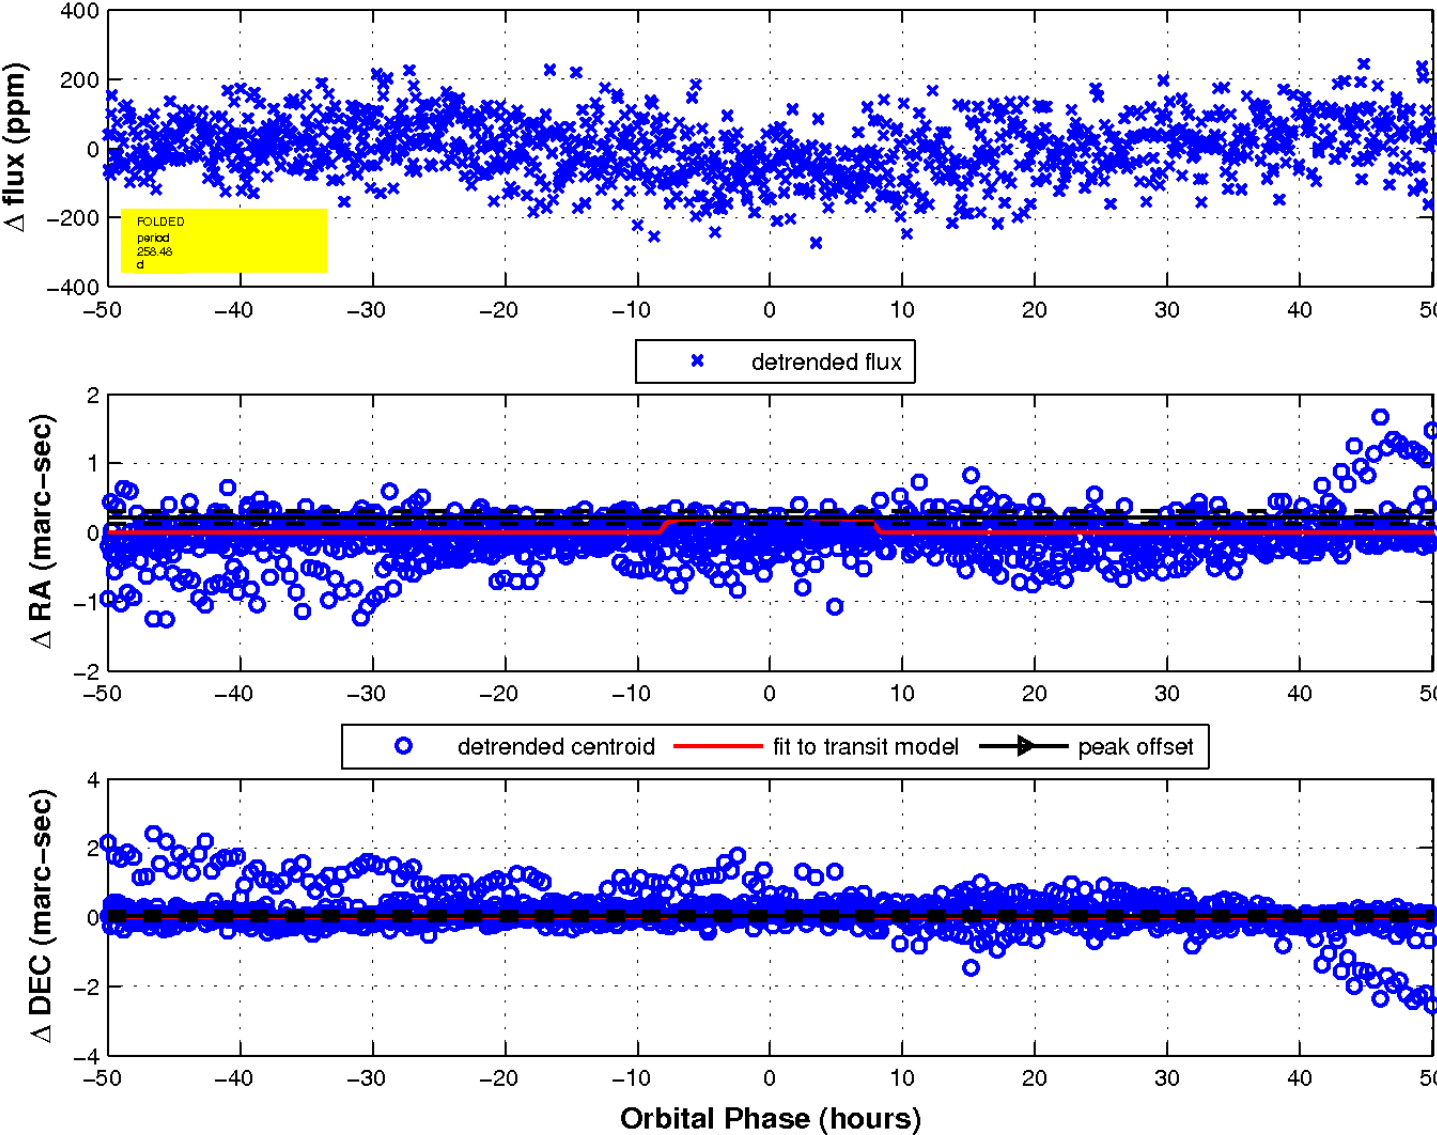 400
200
0
−200
−400
Δ flux (ppm)
FOLDED
period
258.48
d
−50 −40 −30 −20 −10 0 10 20 30 40 50
detrended flux
2
1
0
−1
−2
Δ RA (marc−sec)
−50 −40 −30 −20 −10 0 10 20 30 40 50
detrended centroid fit to transit model peak offset
4
2
0
−2
−4
Δ DEC (marc−sec)
−50 −40 −30 −20 −10 0 10 20 30 40 50
Orbital Phase (hours)